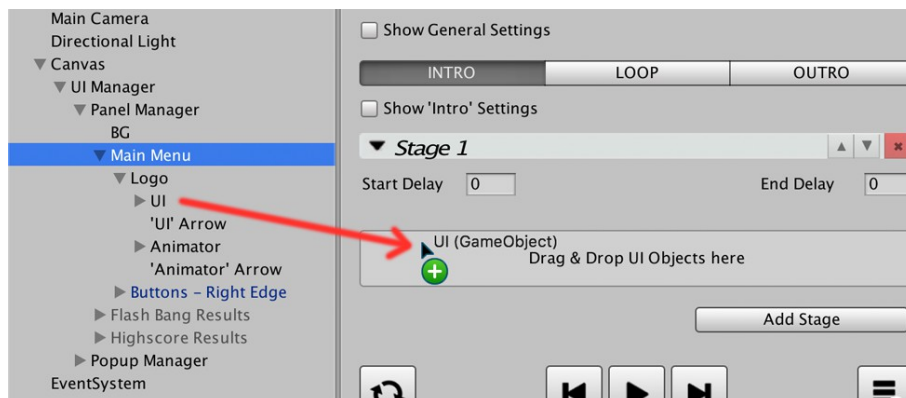 Main Camera
Directional Light
Canvas
UI Manager
Panel Manager
BG
Main Menu
Logo
UI
'UI' Arrow
Animator
'Animator' Arrow
Buttons - Right Edge
Flash Bang Results
Highscore Results
Popup Manager
EventSystem
Show General Settings
INTRO LOOP OUTRO
Show 'Intro' Settings
Stage 1
Start Delay 0 End Delay 0
UI (GameObject)
Drag & Drop UI Objects here
Add Stage